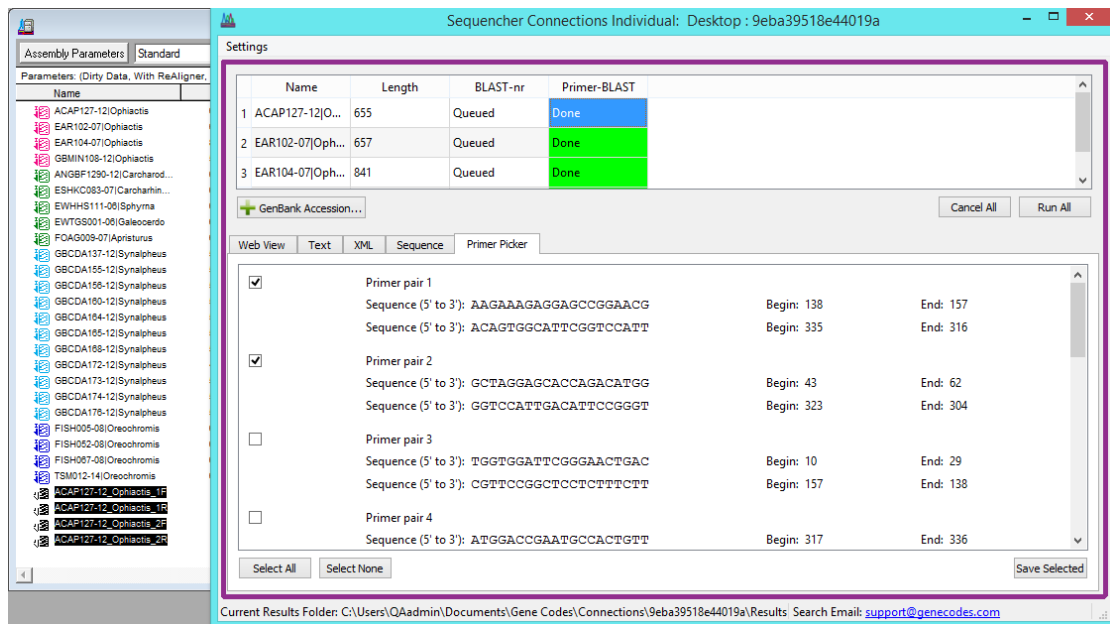 Sequencher Connections Individual: Desktop : 9eba39518e44019a
Settings
Assembly Parameters Standard
Parameters: (Dirty Data, With ReAligner,
Name
ACAP127-12|Ophiactis
EAR102-07|Ophiactis
EAR104-07|Ophiactis
GBMIN108-12|Ophiactis
ANGBF1290-12|Carcharod...
ESHKC083-07|Carcharhin...
EWHHS111-06|Sphyrna
EWTGS001-06|Galeocerdo
FOAG009-07|Apristurus
GBCDA137-12|Synalpheus
GBCDA155-12|Synalpheus
GBCDA156-12|Synalpheus
GBCDA160-12|Synalpheus
GBCDA164-12|Synalpheus
GBCDA165-12|Synalpheus
GBCDA168-12|Synalpheus
GBCDA172-12|Synalpheus
GBCDA173-12|Synalpheus
GBCDA174-12|Synalpheus
GBCDA176-12|Synalpheus
FISH005-08|Oreochromis
FISH052-08|Oreochromis
FISH067-08|Oreochromis
TSM012-14|Oreochromis
ACAP127-12_Ophiactis_1F
ACAP127-12_Ophiactis_1R
ACAP127-12_Ophiactis_2F
ACAP127-12_Ophiactis_2R
Name Length BLAST-nr Primer-BLAST
1 ACAP127-12|O... 655 Queued Done
2 EAR102-07|Oph... 657 Queued Done
3 EAR104-07|Oph... 841 Queued Done
GenBank Accession... Cancel All Run All
Web View Text XML Sequence Primer Picker
Primer pair 1
Sequence (5' to 3'): AAGAAAGAGGAGCCGGAACG Begin: 138 End: 157
Sequence (5' to 3'): ACAGTGGCATTCGGTCCATT Begin: 335 End: 316
Primer pair 2
Sequence (5' to 3'): GCTAGGAGCACCAGACATGG Begin: 43 End: 62
Sequence (5' to 3'): GGTCCATTGACATTCCGGGT Begin: 323 End: 304
Primer pair 3
Sequence (5' to 3'): TGGTGGATTCGGGAACTGAC Begin: 10 End: 29
Sequence (5' to 3'): CGTTCCGGCTCCTCTTTCTT Begin: 157 End: 138
Primer pair 4
Sequence (5' to 3'): ATGGACCGAATGCCACTGTT Begin: 317 End: 336
Select All Select None Save Selected
Current Results Folder: C:\Users\QAadmin\Documents\Gene Codes\Connections\9eba39518e44019a\Results Search Email: support@genecodes.com